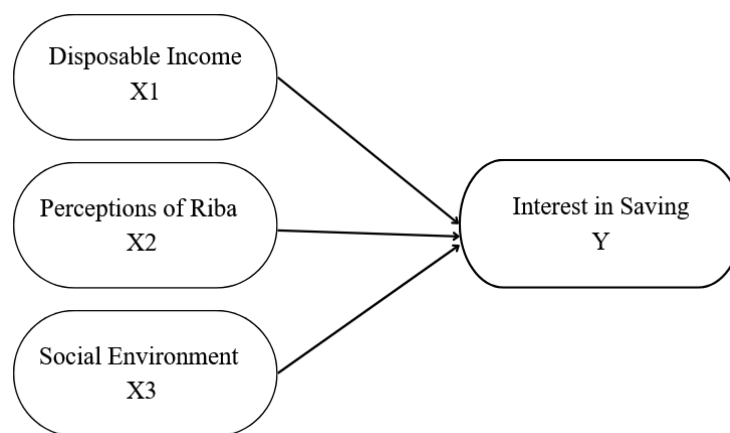 Disposable Income
X1
Perceptions of Riba
X2
Interest in Saving
Y
Social Environment
X3